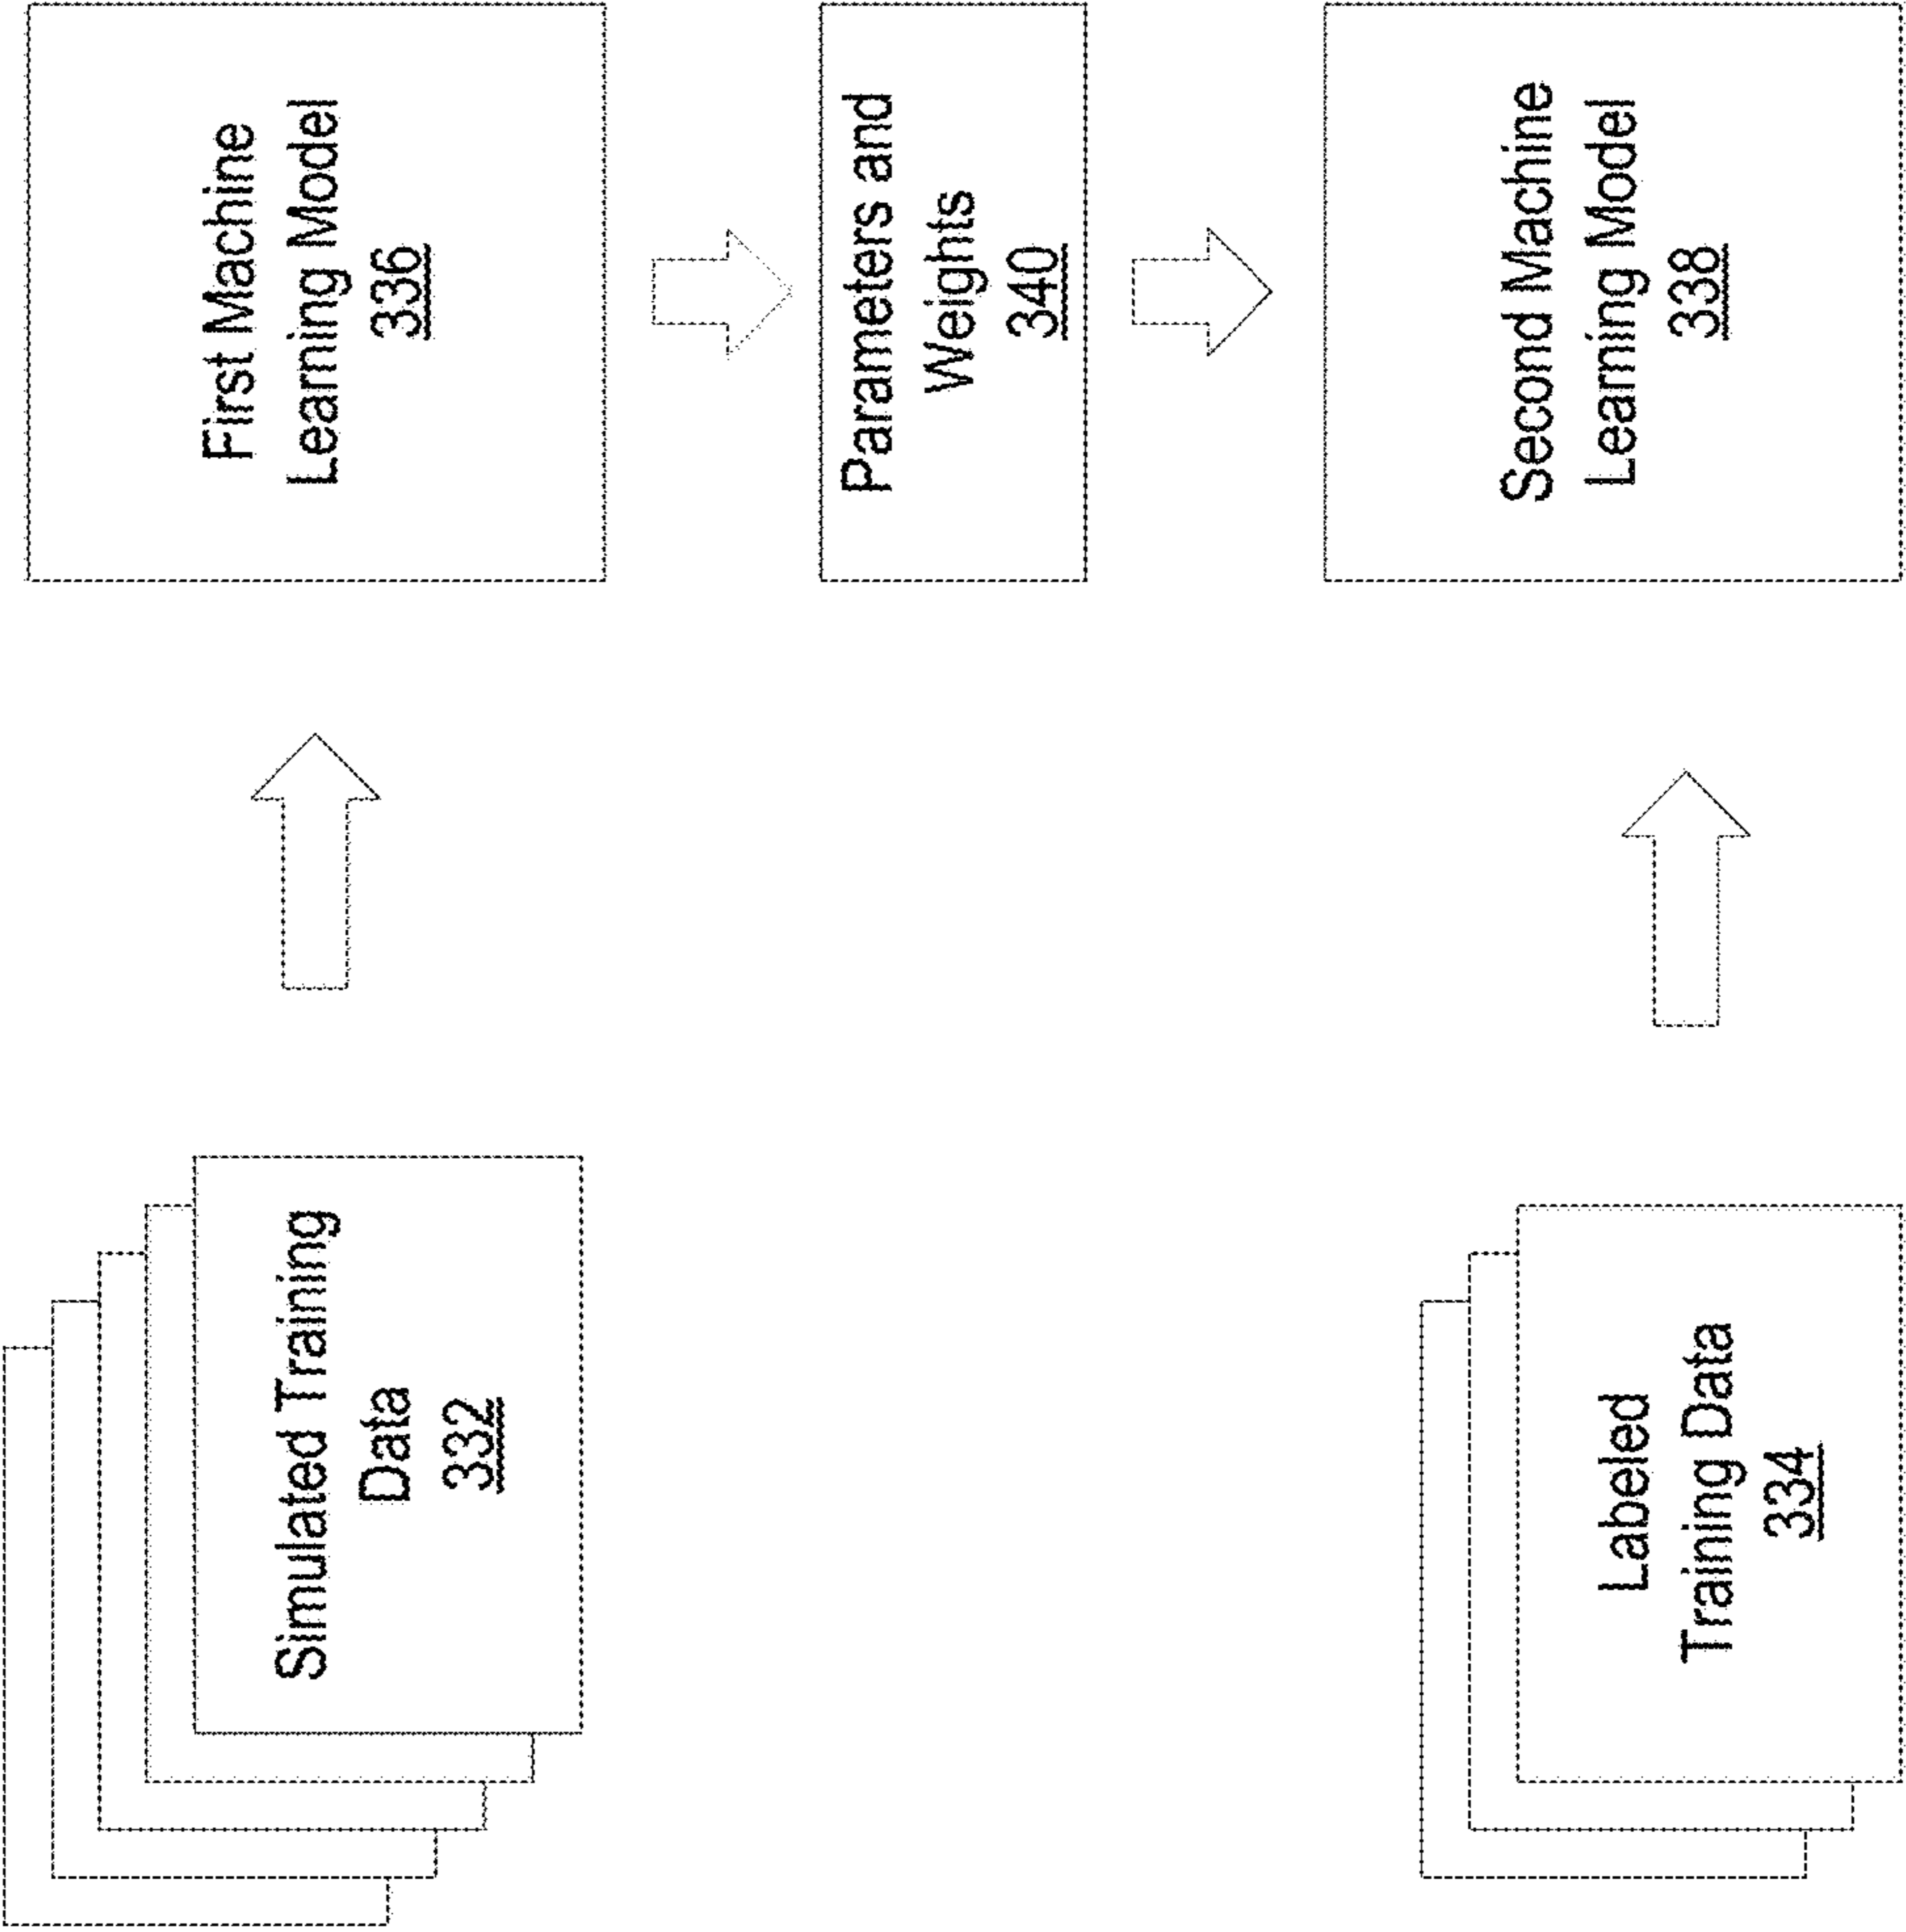 Simulated Training
Data
332
First Machine
Learning Model
336
Parameters and
Weights
340
Labeled
Training Data
334
Second Machine
Learning Model
338